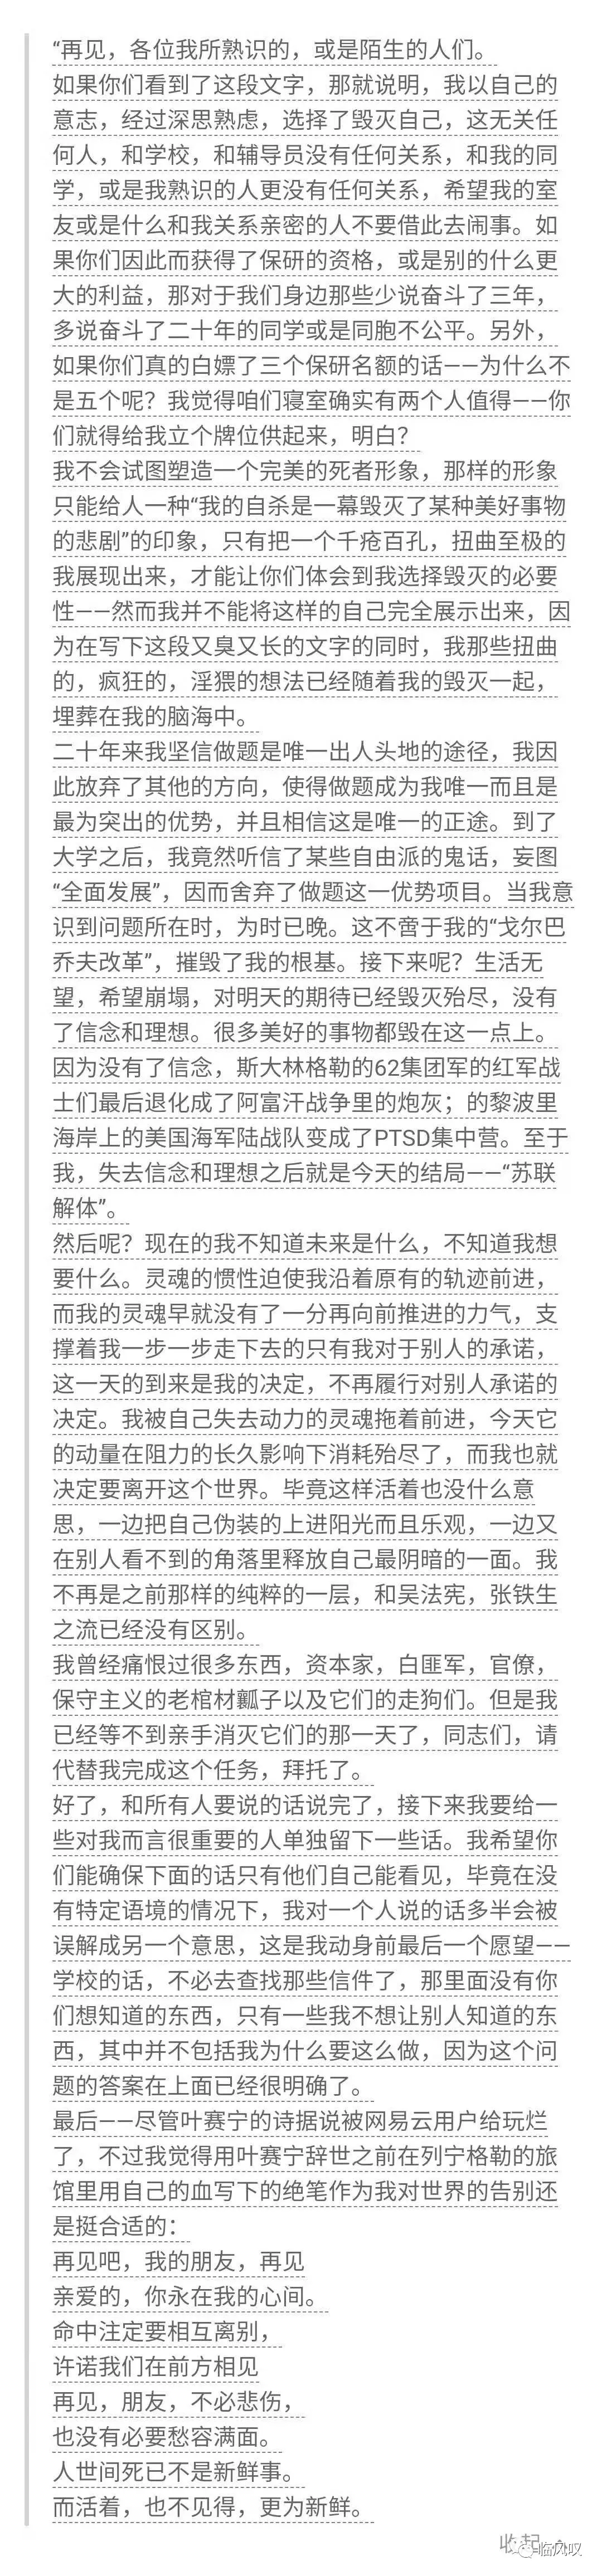 “再见，各位我所熟识的，或是陌生的人们。
如果你们看到了这段文字，那就说明，我以自己的
意志，经过深思熟虑，选择了毁灭自己，这无关任
何人，和学校，和辅导员没有任何关系，和我的同
学，或是我熟识的人更没有任何关系，希望我的室
友或是什么和我关系亲密的人不要借此去闹事。如
果你们因此而获得了保研的资格，或是别的什么更
大的利益，那对于我们身边那些少说奋斗了三年，
多说奋斗了二十年的同学或是同胞不公平。另外，
如果你们真的白嫖了三个保研名额的话——为什么不
是五个呢？我觉得咱们寝室确实有两个人值得——你
们就得给我立个牌位供起来，明白？
我不会试图塑造一个完美的死者形象，那样的形象
只能给人一种“我的自杀是一幕毁灭了某种美好事物
的悲剧”的印象，只有把一个千疮百孔，扭曲至极的
我展现出来，才能让你们体会到我选择毁灭的必要
性——然而我并不能将这样的自己完全展示出来，因
为在写下这段又臭又长的文字的同时，我那些扭曲
的，疯狂的，淫猥的想法已经随着我的毁灭一起，
埋葬在我的脑海中。
二十年来我坚信做题是唯一出人头地的途径，我因
此放弃了其他的方向，使得做题成为我唯一而且是
最为突出的优势，并且相信这是唯一的正途。到了
大学之后，我竟然听信了某些自由派的鬼话，妄图
“全面发展”，因而舍弃了做题这一优势项目。当我意
识到问题所在时，为时已晚。这不啻于我的“戈尔巴
乔夫改革”，摧毁了我的根基。接下来呢？生活无
望，希望崩塌，对明天的期待已经毁灭殆尽，没有
了信念和理想。很多美好的事物都毁在这一点上。
因为没有了信念，斯大林格勒的62集团军的红军战
士们最后退化成了阿富汗战争里的炮灰；的黎波里
海岸上的美国海军陆战队变成了PTSD集中营。至于
我，失去信念和理想之后就是今天的结局——“苏联
解体”。
然后呢？现在的我不知道未来是什么，不知道我想
要什么。灵魂的惯性迫使我沿着原有的轨迹前进，
而我的灵魂早就没有了一分再向前推进的力气，支
撑着我一步一步走下去的只有我对于别人的承诺，
这一天的到来是我的决定，不再履行对别人承诺的
决定。我被自己失去动力的灵魂拖着前进，今天它
的动量在阻力的长久影响下消耗殆尽了，而我也就
决定要离开这个世界。毕竟这样活着也没什么意
思，一边把自己伪装的上进阳光而且乐观，一边又
在别人看不到的角落里释放自己最阴暗的一面。我
不再是之前那样的纯粹的一层，和吴法宪，张铁生
之流已经没有区别。
我曾经痛恨过很多东西，资本家，白匪军，官僚，
保守主义的老棺材瓤子以及它们的走狗们。但是我
已经等不到亲手消灭它们的那一天了，同志们，请
代替我完成这个任务，拜托了。
好了，和所有人要说的话说完了，接下来我要给一
些对我而言很重要的人单独留下一些话。我希望你
们能确保下面的话只有他们自己能看见，毕竟在没
有特定语境的情况下，我对一个人说的话多半会被
误解成另一个意思，这是我动身前最后一个愿望——
学校的话，不必去查找那些信件了，那里面没有你
们想知道的东西，只有一些我不想让别人知道的东
西，其中并不包括我为什么要这么做，因为这个问
题的答案在上面已经很明确了。
最后——尽管叶赛宁的诗据说被网易云用户给玩烂
了，不过我觉得用叶赛宁辞世之前在列宁格勒的旅
馆里用自己的血写下的绝笔作为我对世界的告别还
是挺合适的：
再见吧，我的朋友，再见
亲爱的，你永在我的心间。
命中注定要相互离别，
许诺我们在前方相见
再见，朋友，不必悲伤，
也没有必要愁容满面。
人世间死已不是新鲜事。
而活着，也不见得，更为新鲜。
收起
临风叹